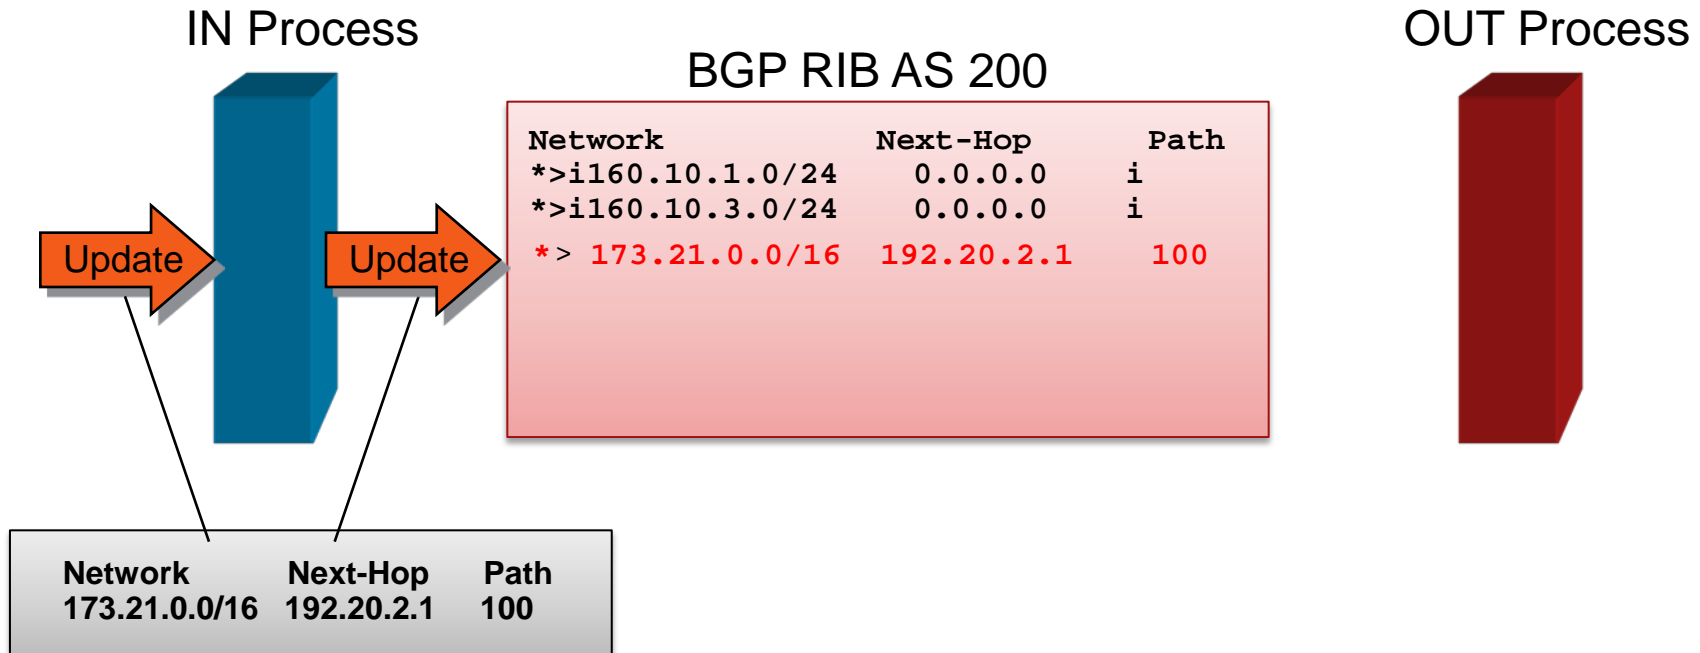 IN Process
OUT Process
BGP RIB AS 200
Network Next-Hop Path
*>i160.10.1.0/24 0.0.0.0 i
*>i160.10.3.0/24 0.0.0.0 i
*> 173.21.0.0/16 192.20.2.1 100
Update
Update
Network Next-Hop Path
173.21.0.0/16 192.20.2.1 100